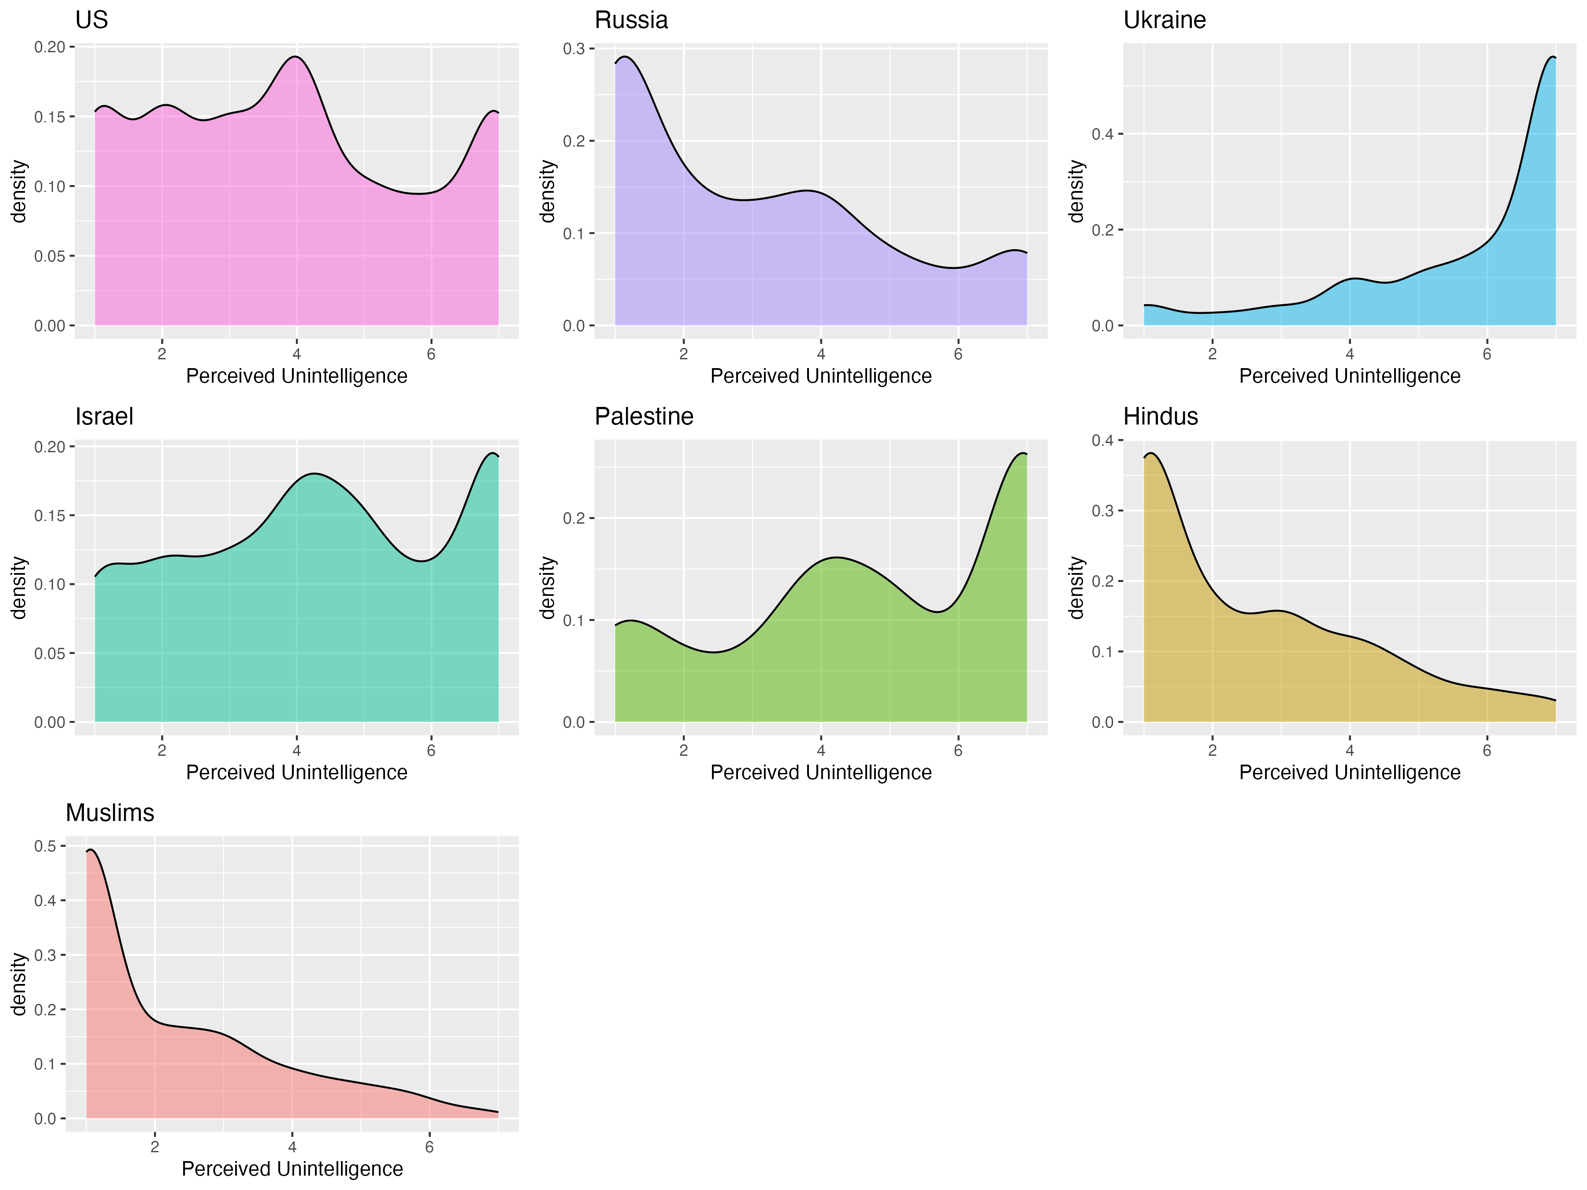 US
Russia
Ukraine
0.20
0.15
0.10
0.05
0.00
density
2
4
6
Perceived Unintelligence
0.3
0.2
0.1
0.0
density
2
4
6
Perceived Unintelligence
0.4
0.2
0.0
density
2
4
6
Perceived Unintelligence
Israel
Palestine
Hindus
0.20
0.15
0.10
0.05
0.00
density
2
4
6
Perceived Unintelligence
0.2
0.1
0.0
density
2
4
6
Perceived Unintelligence
0.4
0.3
0.2
0.1
0.0
density
2
4
6
Perceived Unintelligence
Muslims
0.5
0.4
0.3
0.2
0.1
0.0
density
2
4
6
Perceived Unintelligence